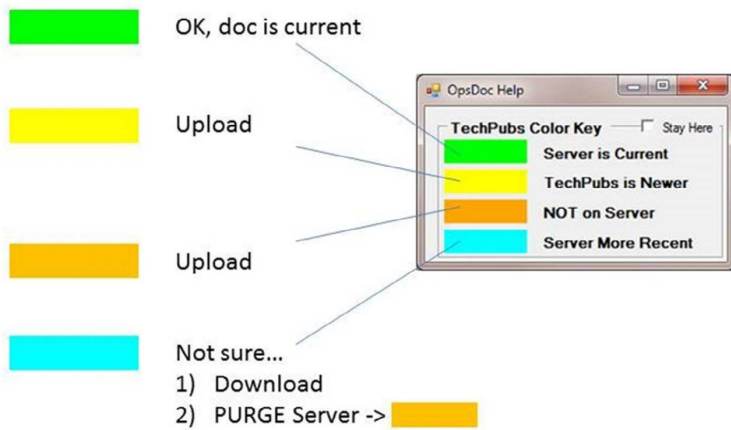 OK, doc is current
Upload
Upload
Not sure...
1) Download
2) PURGE Server ->
OpsDoc Help
TechPubs Color Key
Stay Here
Server is Current
TechPubs is Newer
NOT on Server
Server More Recent